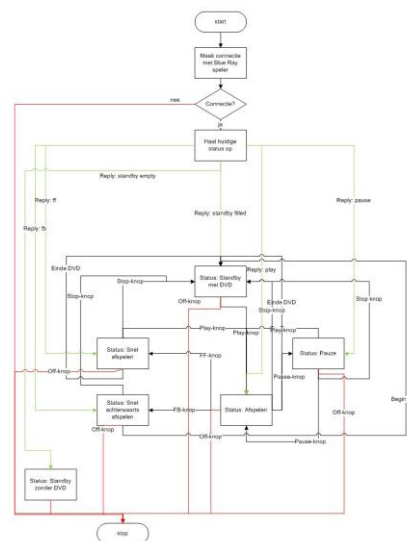 start
Maak connectie
met Blue Ray
speler
nee
Connectie?
ja
Haal huidige
status op
Reply: standby empty
Reply: ff
Reply: standby filled
Reply: pause
Reply: fb
Einde DVD
Stop-knop
Stop-knop
Status: Standby
met DVD
Reply: play
Off-knop
Einde DVD
Stop-knop
Stop knop
Play-knop
Play-knop
Play-knop
Status: Snel
afspelen
FF-knop
Status: Pauze
Off-knop
Pauze-knop
Status: Snel
achterwaarts
afspelen
FB-knop
Status: Afspelen
Begin
Off-knop
Off-knop
Off-knop
Pauze-knop
Status: Standby
zonder DVD
stop